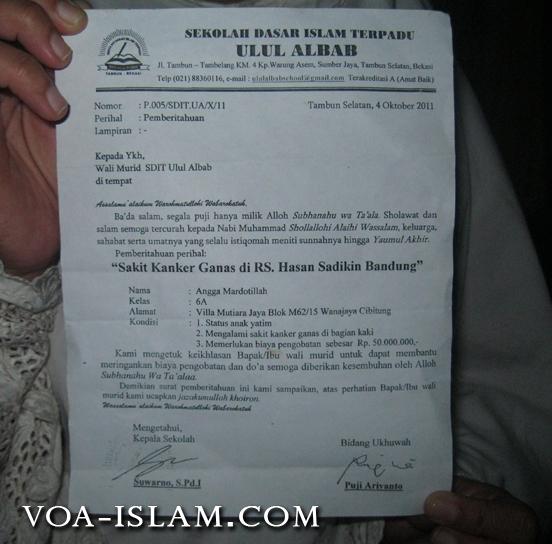 SEKOLAH DASAR ISLAM TERPADU
ULUL ALBAB
Jl. Tambun – Tambelang KM. 4 Kp.Warung Asem, Sumber Jaya, Tambun Selatan, Bekasi
Telp (021) 88360116, e-mail : ululalbabschool@gmail.com Terakreditasi A (Amat Baik)
TAMBUN - BEKASI
Nomor : P.005/SDIT.UA/X/11 Tambun Selatan, 4 Oktober 2011
Perihal : Pemberitahuan
Lampiran : -
Kepada Ykh,
Wali Murid SDIT Ulul Albab
di tempat
Assalamu'alaikum Warohmatullohi Wabarokatuh,
Ba'da salam, segala puji hanya milik Alloh Subhanahu wa Ta'ala. Sholawat dan
salam semoga tercurah kepada Nabi Muhammad Shollallohi Alaihi Wassalam, keluarga,
sahabat serta umatnya yang selalu istiqomah meniti sunnahnya hingga Yaumul Akhir.
Pemberitahuan perihal:
"Sakit Kanker Ganas di RS. Hasan Sadikin Bandung"
Nama : Angga Mardotillah
Kelas : 6A
Alamat : Villa Mutiara Jaya Blok M62/15 Wanajaya Cibitung
Kondisi : 1. Status anak yatim
2. Mengalami sakit kanker ganas di bagian kaki
3. Memerlukan biaya pengobatan sebesar Rp. 50.000.000,-
Kami mengetuk keikhlasan Bapak/Ibu wali murid untuk dapat membantu
meringankan biaya pengobatan dan do'a semoga diberikan kesembuhan oleh Alloh
Subhanahu Wa Ta'alaa.
Demikian surat pemberitahuan ini kami sampaikan, atas perhatian Bapak/Ibu wali
murid kami ucapkan jazakumullah khoiron.
Wassalamu alaikum Warohmatullohi Wabarokatuh
Mengetahui,
Kepala Sekolah Bidang Ukhuwah
Suwarno, S.Pd.I Puji Ariyanto
VOA-ISLAM.COM